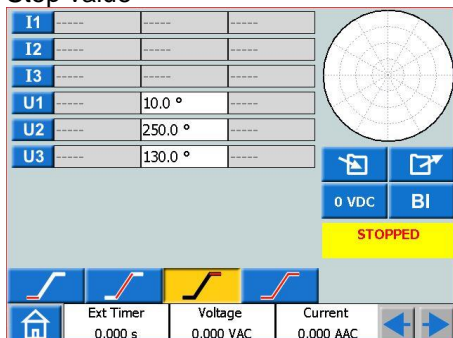 Stop value
I1 ----- ----- -----
I2 ----- ----- -----
I3 ----- ----- -----
U1 ----- 10.0 ° -----
U2 ----- 250.0 ° -----
U3 ----- 130.0 ° -----
0 VDC BI
STOPPED
Ext Timer Voltage Current
0.000 s 0.000 VAC 0.000 AAC